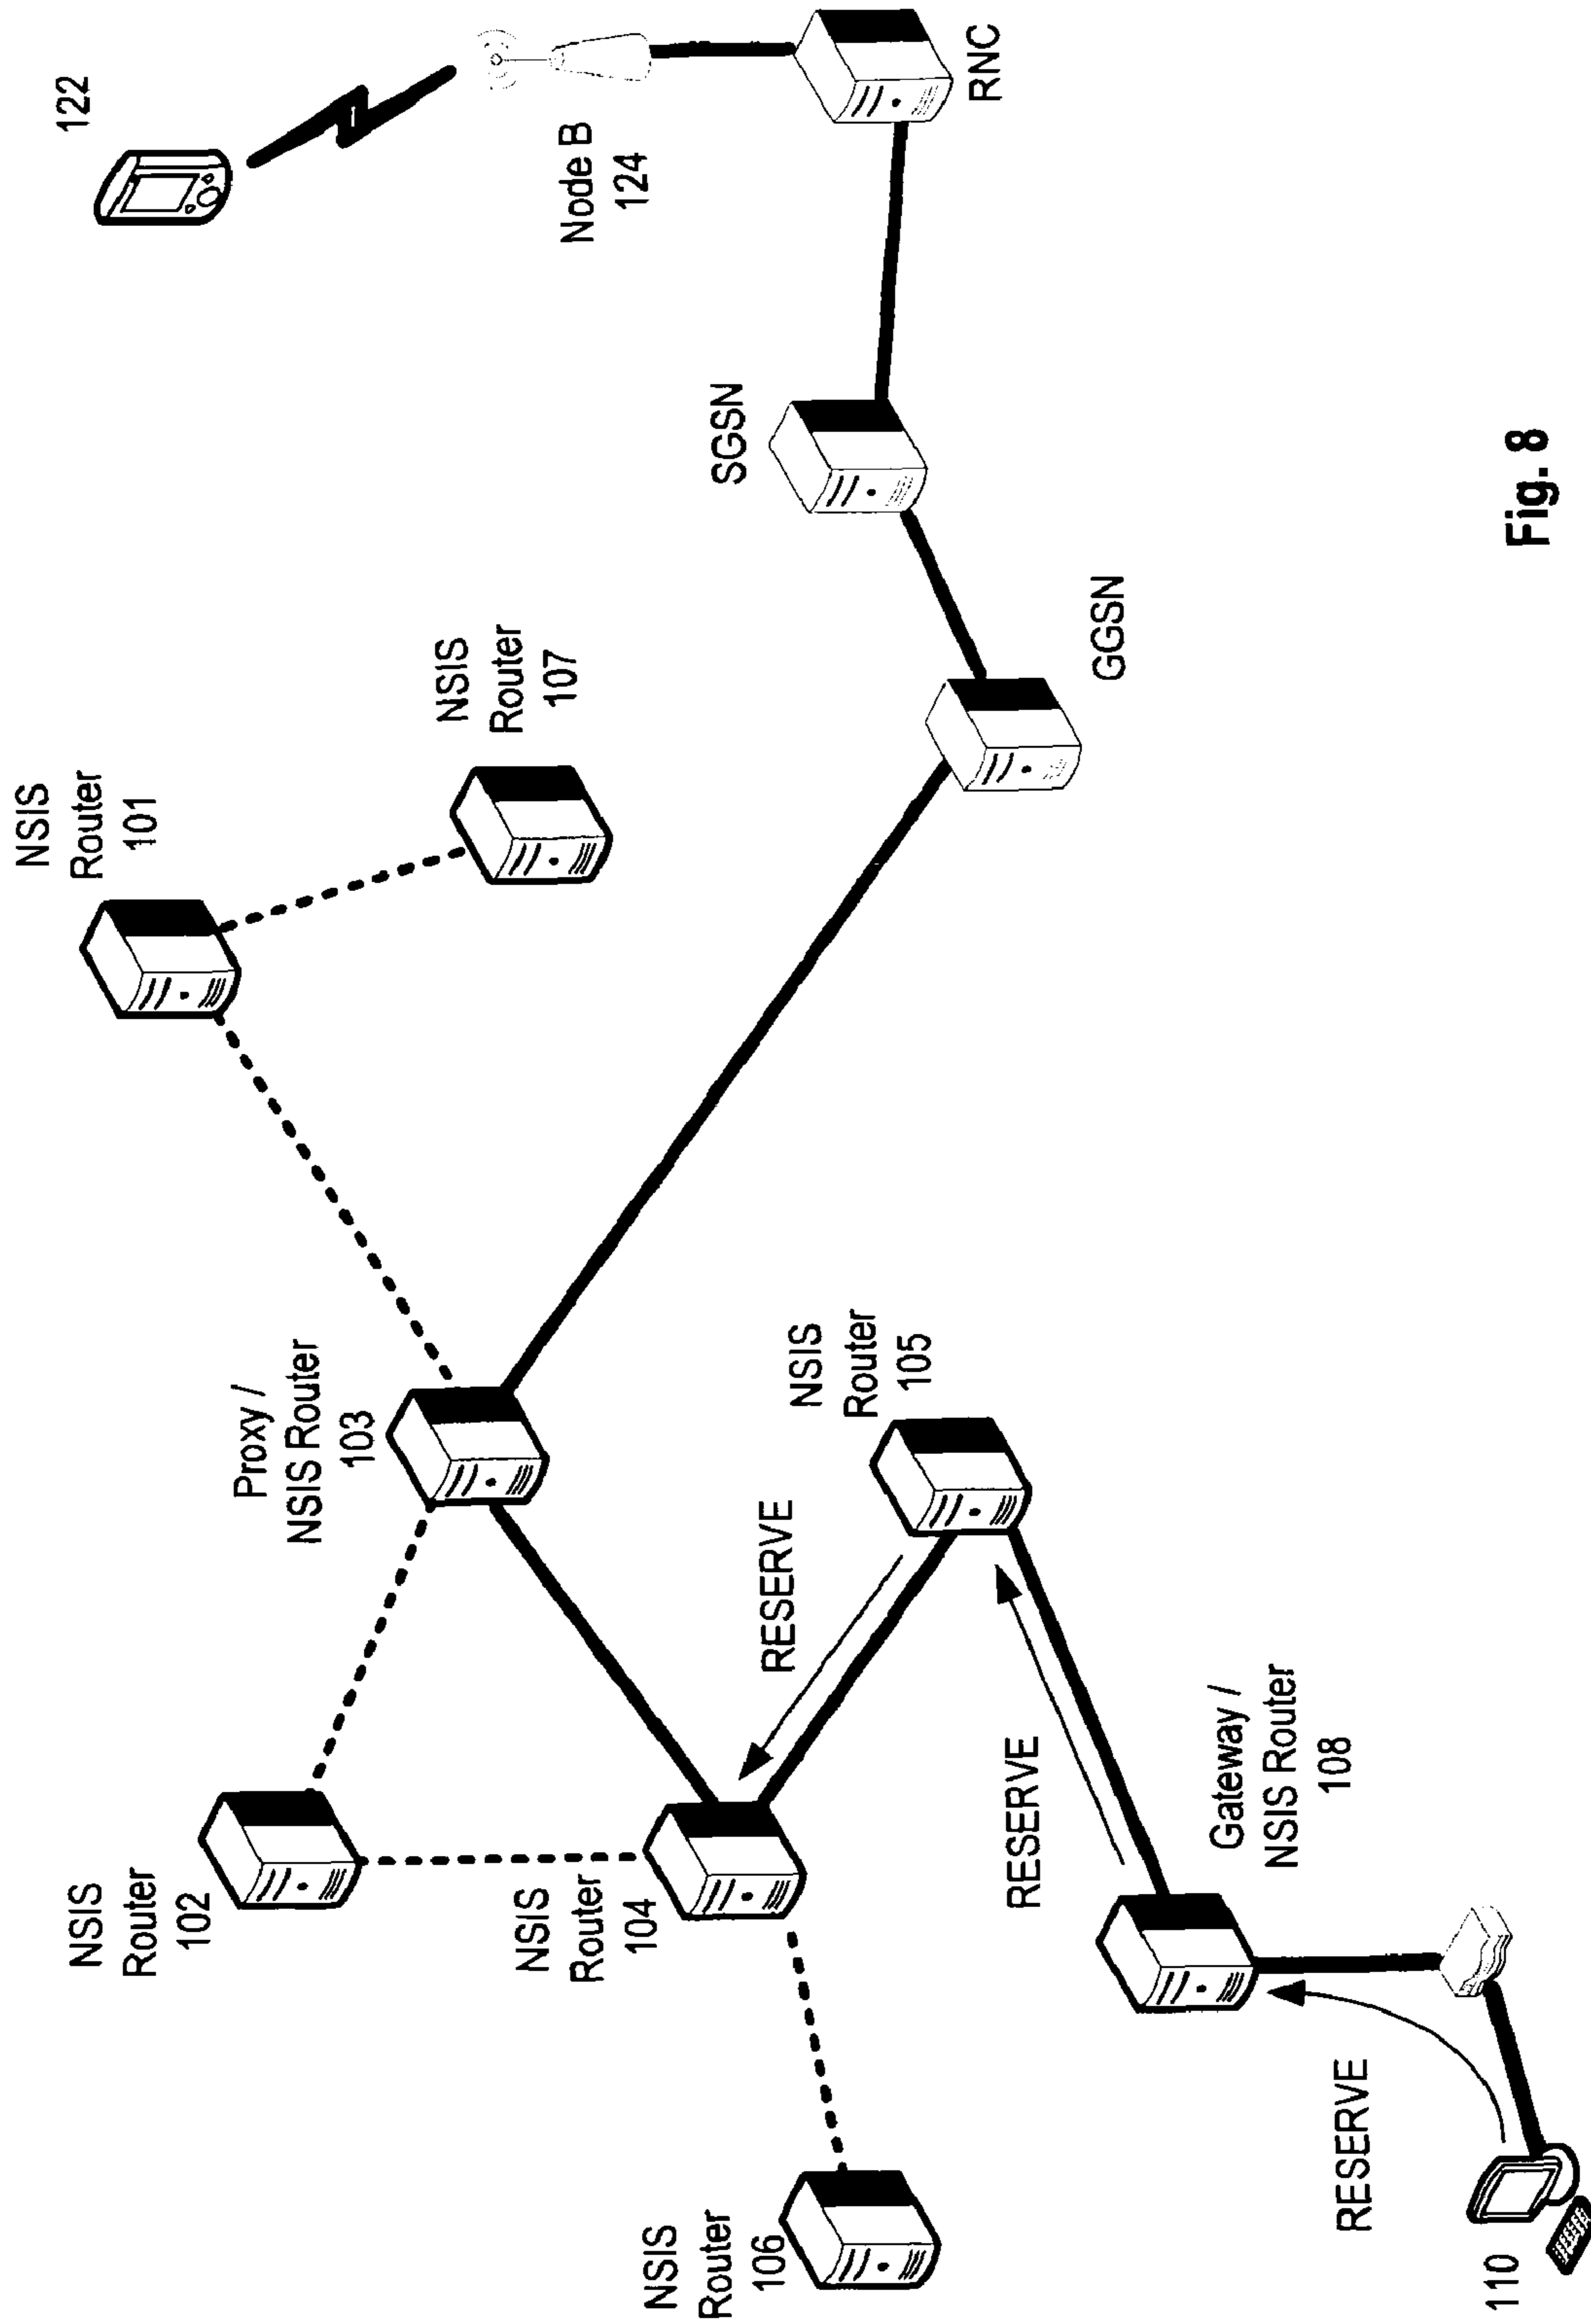 122
Node B
124
RNC
SGSN
GGSN
NSIS
Router
101
NSIS
Router
107
Proxy /
NSIS Router
103
NSIS
Router
105
NSIS
Router
102
NSIS
Router
104
RESERVE
RESERVE
Gateway /
NSIS Router
108
NSIS
Router
106
RESERVE
110
Fig. 8